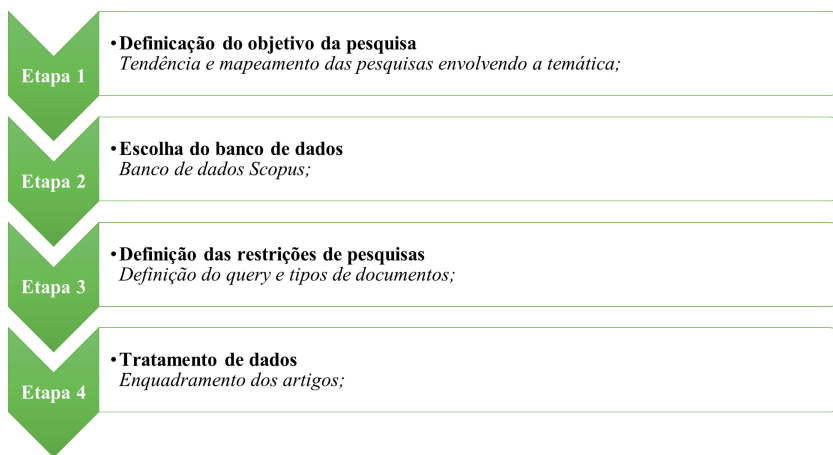 Etapa 1
•Definicação do objetivo da pesquisa
Tendência e mapeamento das pesquisas envolvendo a temática;
Etapa 2
•Escolha do banco de dados
Banco de dados Scopus;
Etapa 3
•Definição das restrições de pesquisas
Definição do query e tipos de documentos;
Etapa 4
•Tratamento de dados
Enquadramento dos artigos;